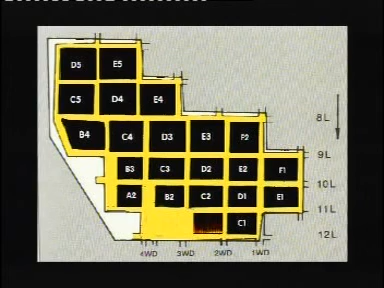 D5 E5
C5 D4 E4
8L
B4 C4 D3 E3 F2
9L
B3 C3 D2 E2 F1
10L
A2 B2 C2 D1 E1
11L
C1
12L
4WD 3WD 2WD 1WD